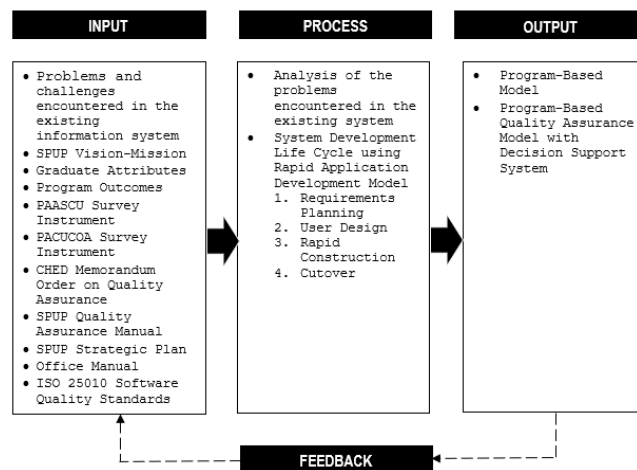 INPUT
• Problems and
challenges
encountered in the
existing
information system
• SPUP Vision-Mission
• Graduate Attributes
• Program Outcomes
• PAASCU Survey
Instrument
• PACUCOA Survey
Instrument
• CHED Memorandum
Order on Quality
Assurance
• SPUP Quality
Assurance Manual
• SPUP Strategic Plan
• Office Manual
• ISO 25010 Software
Quality Standards
PROCESS
• Analysis of the
problems
encountered in the
existing system
• System Development
Life Cycle using
Rapid Application
Development Model
1. Requirements
Planning
2. User Design
3. Rapid
Construction
4. Cutover
OUTPUT
• Program-Based
Model
• Program-Based
Quality Assurance
Model with
Decision Support
System
FEEDBACK